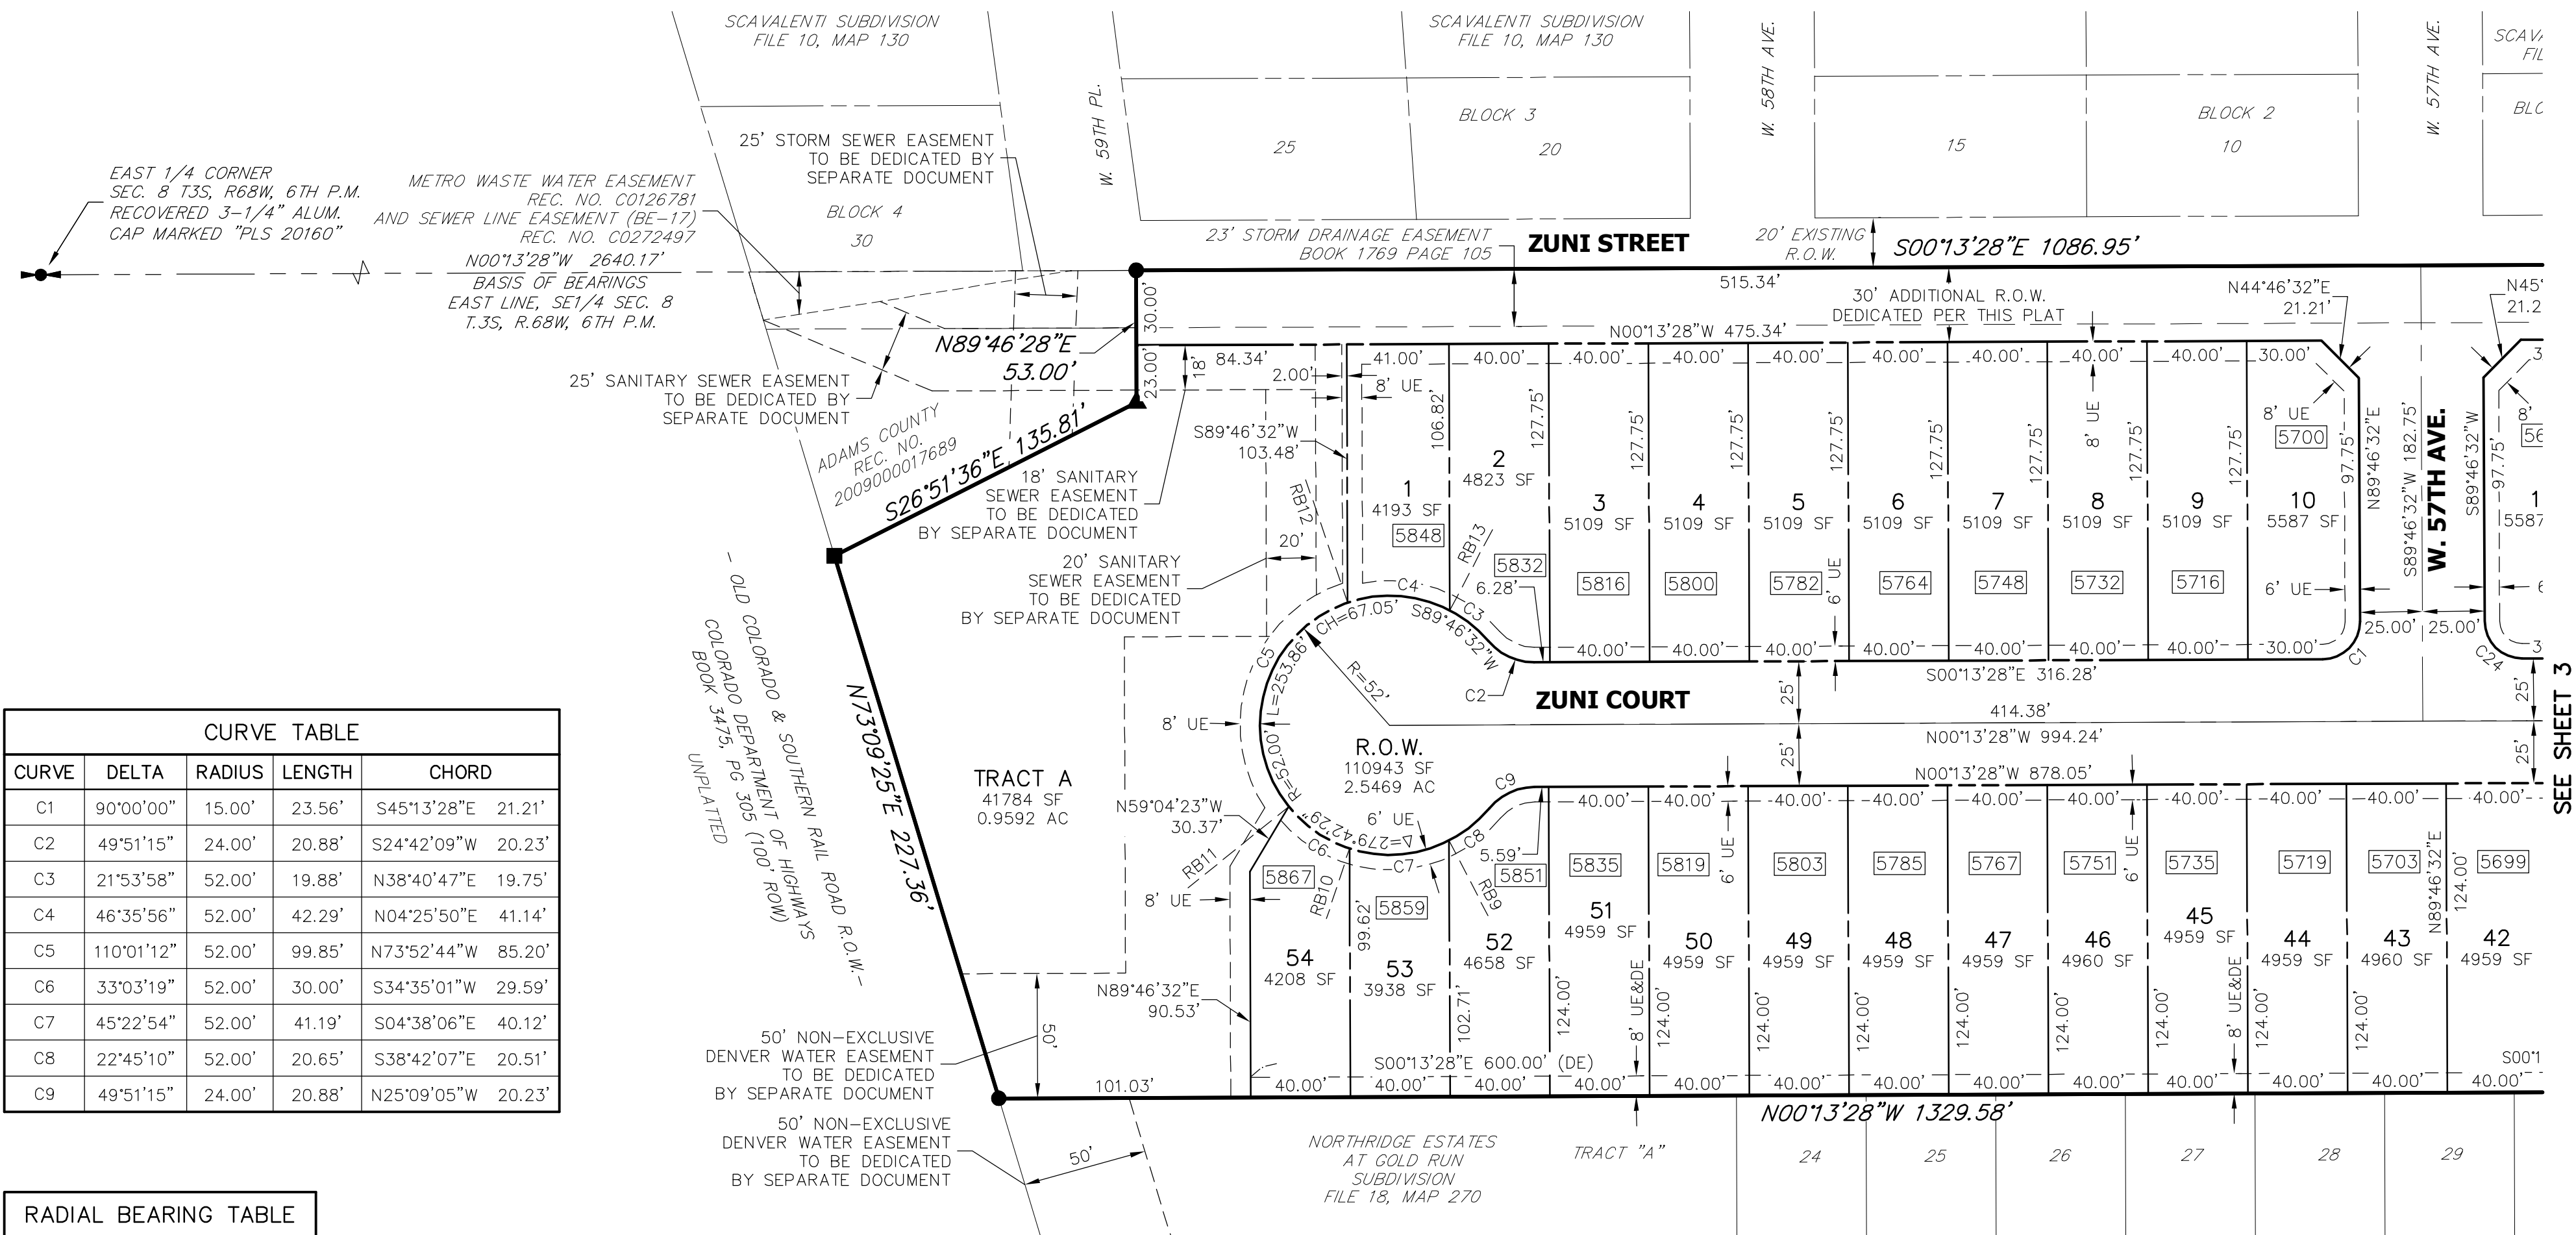 SCAVALENTI SUBDIVISION
FILE 10, MAP 130
SCAVALENTI SUBDIVISION
FILE 10, MAP 130
W. 59TH PL.
W. 58TH AVE.
W. 57TH AVE.
BLOCK 3
25
20
15
BLOCK 2
10
25' STORM SEWER EASEMENT
TO BE DEDICATED BY
SEPARATE DOCUMENT
BLOCK 4
30
EAST 1/4 CORNER
SEC. 8 T3S, R68W, 6TH P.M.
RECOVERED 3-1/4" ALUM.
CAP MARKED "PLS 20160"
METRO WASTE WATER EASEMENT
REC. NO. C0126781
AND SEWER LINE EASEMENT (BE-17)
REC. NO. C0272497
N00°13'28"W 2640.17'
BASIS OF BEARINGS
EAST LINE, SE1/4 SEC. 8
T.3S, R.68W, 6TH P.M.
23' STORM DRAINAGE EASEMENT
BOOK 1769 PAGE 105
ZUNI STREET
20' EXISTING
R.O.W.
S00°13'28"E 1086.95'
515.34'
30' ADDITIONAL R.O.W.
DEDICATED PER THIS PLAT
N00°13'28"W 475.34'
N44°46'32"E
21.21'
N89°46'28"E
53.00'
30.00'
23.00'
18'
84.34'
2.00'
41.00'
40.00'
40.00'
40.00'
40.00'
40.00'
40.00'
40.00'
40.00'
30.00'
8' UE
8' UE
8' UE
25' SANITARY SEWER EASEMENT
TO BE DEDICATED BY
SEPARATE DOCUMENT
ADAMS COUNTY
REC. NO.
2009000017689
S26°51'36"E 135.81'
S89°46'32"W
103.48'
18' SANITARY
SEWER EASEMENT
TO BE DEDICATED
BY SEPARATE DOCUMENT
20' SANITARY
SEWER EASEMENT
TO BE DEDICATED
BY SEPARATE DOCUMENT
20'
RB12
RB13
106.82'
127.75'
127.75'
127.75'
127.75'
127.75'
127.75'
127.75'
127.75'
97.75'
1
4193 SF
5848
2
4823 SF
5832
3
5109 SF
5816
4
5109 SF
5800
5
5109 SF
5782
6
5109 SF
5764
7
5109 SF
5748
8
5109 SF
5732
9
5109 SF
5716
10
5587 SF
5700
6' UE
6' UE
N89°46'32"E
S89°46'32"W 182.75'
W. 57TH AVE.
S89°46'32"W
97.75'
25.00'
25.00'
C1
C24
6.28'
C4
C3
C2
C5
CH=67.05' S89°46'32"W
L=253.86'
R=52'
R=52.00'
Δ=279°42'29"
40.00'
40.00'
40.00'
40.00'
40.00'
40.00'
40.00'
30.00'
S00°13'28"E 316.28'
ZUNI COURT
25'
25'
25'
25'
414.38'
N00°13'28"W 994.24'
N00°13'28"W 878.05'
SEE SHEET 3
R.O.W.
110943 SF
2.5469 AC
8' UE
6' UE
C6
C7
C8
C9
5.59'
RB11
RB10
RB9
- OLD COLORADO & SOUTHERN RAIL ROAD R.O.W.-
COLORADO DEPARTMENT OF HIGHWAYS
BOOK 3475, PG 305 (100' ROW)
UNPLATTED
N73°09'25"E 227.36'
TRACT A
41784 SF
0.9592 AC
N59°04'23"W
30.37'
8' UE
N89°46'32"E
90.53'
40.00'
40.00'
40.00'
40.00'
40.00'
40.00'
40.00'
40.00'
40.00'
40.00'
6' UE
6' UE
5867
54
4208 SF
5859
53
3938 SF
99.62'
5851
52
4658 SF
102.71'
5835
51
4959 SF
5819
50
4959 SF
5803
49
4959 SF
5785
48
4959 SF
5767
47
4959 SF
5751
46
4960 SF
5735
45
4959 SF
5719
44
4959 SF
5703
43
4960 SF
5699
42
4959 SF
N89°46'32"E
124.00'
124.00'
124.00'
124.00'
124.00'
124.00'
124.00'
124.00'
124.00'
124.00'
8' UE&DE
8' UE&DE
50'
50' NON-EXCLUSIVE
DENVER WATER EASEMENT
TO BE DEDICATED
BY SEPARATE DOCUMENT
S00°13'28"E 600.00' (DE)
101.03'
40.00'
40.00'
40.00'
40.00'
40.00'
40.00'
40.00'
40.00'
40.00'
40.00'
40.00'
40.00'
40.00'
N00°13'28"W 1329.58'
50' NON-EXCLUSIVE
DENVER WATER EASEMENT
TO BE DEDICATED
BY SEPARATE DOCUMENT
50'
NORTHRIDGE ESTATES
AT GOLD RUN
SUBDIVISION
FILE 18, MAP 270
TRACT "A"
24
25
26
27
28
29
CURVE TABLE
CURVE DELTA RADIUS LENGTH CHORD
C1 90°00'00" 15.00' 23.56' S45°13'28"E 21.21'
C2 49°51'15" 24.00' 20.88' S24°42'09"W 20.23'
C3 21°53'58" 52.00' 19.88' N38°40'47"E 19.75'
C4 46°35'56" 52.00' 42.29' N04°25'50"E 41.14'
C5 110°01'12" 52.00' 99.85' N73°52'44"W 85.20'
C6 33°03'19" 52.00' 30.00' S34°35'01"W 29.59'
C7 45°22'54" 52.00' 41.19' S04°38'06"E 40.12'
C8 22°45'10" 52.00' 20.65' S38°42'07"E 20.51'
C9 49°51'15" 24.00' 20.88' N25°09'05"W 20.23'
RADIAL BEARING TABLE